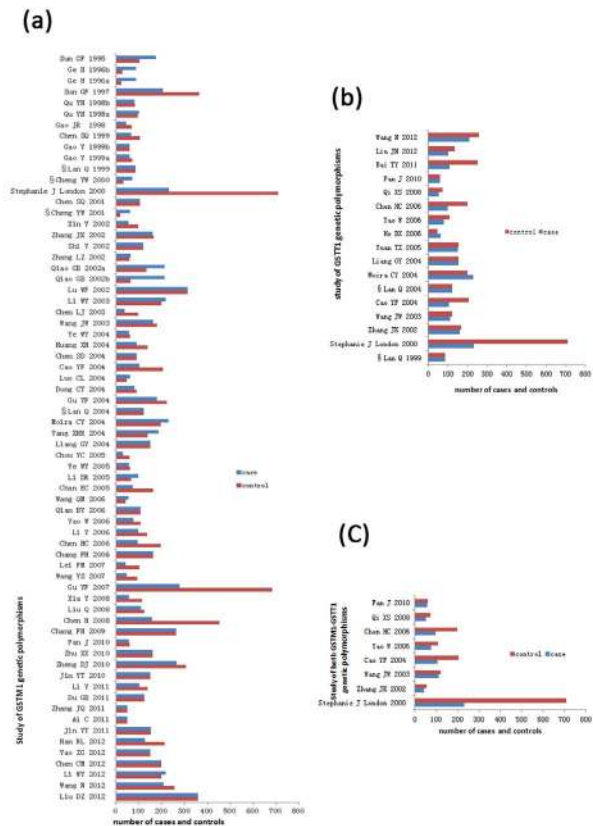 (a)
Sun GF 1995
Ge H 1996b
Ge H 1996a
Sun GF 1997
Qu YH 1998b
Qu YH 1998a
Gao JR 1998
Chen SQ 1999
Gao Y 1999b
Gao Y 1999a
§Lan Q 1999
§Cheng YW 2000
Stephanie J London 2000
Chen SQ 2001
§Cheng YW 2001
Xin Y 2002
Zhang JK 2002
Shi Y 2002
Zhang LZ 2002
Qiao GB 2002a
Qiao GB 2002b
Lu WF 2002
Li WY 2003
Chen LJ 2003
Wang JW 2003
Ye WY 2004
Huang XH 2004
Chen SD 2004
Cao YF 2004
Luo CL 2004
Dong CT 2004
Gu YF 2004
§Lan Q 2004
Moira CY 2004
Yang XHH 2004
Liang GY 2004
Chou YC 2005
Ye WY 2005
Li DR 2005
Chan HC 2005
Wang QM 2006
Qian BY 2006
Yao W 2006
Li Y 2006
Chen HC 2006
Chang FH 2006
Lei FM 2007
Wang YZ 2007
Gu YF 2007
Xia Y 2008
Liu Q 2008
Chen H 2008
Chang FH 2009
Pan J 2010
Zhu XX 2010
Zheng DJ 2010
Jin YT 2010
Li Y 2011
Du GB 2011
Zhang JQ 2011
Ai C 2011
Jin YT 2011
Han RL 2012
Yao ZG 2012
Chen CM 2012
Li WY 2012
Wang N 2012
Liu DZ 2012
Study of GSTM1 genetic polymorphisms
0 100 200 300 400 500 600 700 800
number of cases and controls
case
control
(b)
Wang N 2012
Liu JN 2012
Bai TY 2011
Pan J 2010
Qi XS 2008
Chen HC 2006
Yao W 2006
He DX 2006
Yuan TZ 2005
Liang GY 2004
Moira CY 2004
§Lan Q 2004
Cao YF 2004
Wang JW 2003
Zhang JK 2002
Stephanie J London 2000
§Lan Q 1999
study of GSTT1 genetic polymorphisms
0 100 200 300 400 500 600 700 800
number of cases and controls
control case
(C)
Pan J 2010
Qi XS 2008
Chen HC 2006
Yao W 2006
Cao YF 2004
Wang JW 2003
Zhang JK 2002
Stephanie J London 2000
Study of both GSTM1-GSTT1
genetic polymorphisms
0 100 200 300 400 500 600 700 800
number of cases and controls
control case